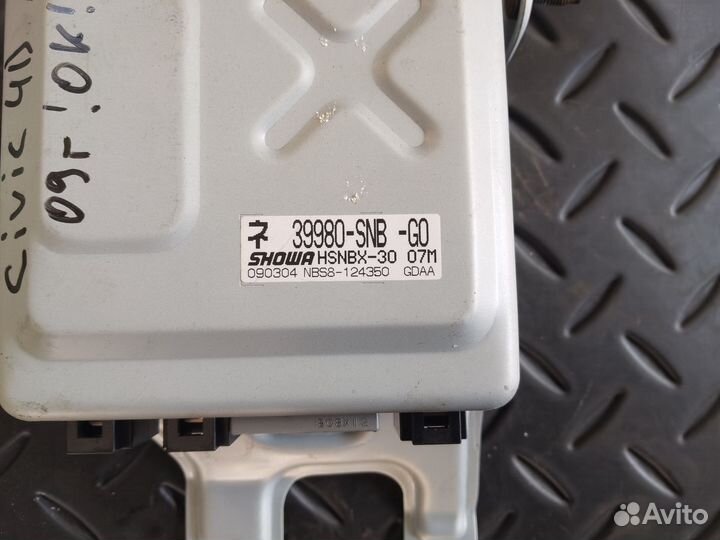 Civic 4D
09г !OK!
ネ 39980-SNB -G0
SHOWA HSNBX-30 07M
090304 NBS8-124350 GDAA
Avito